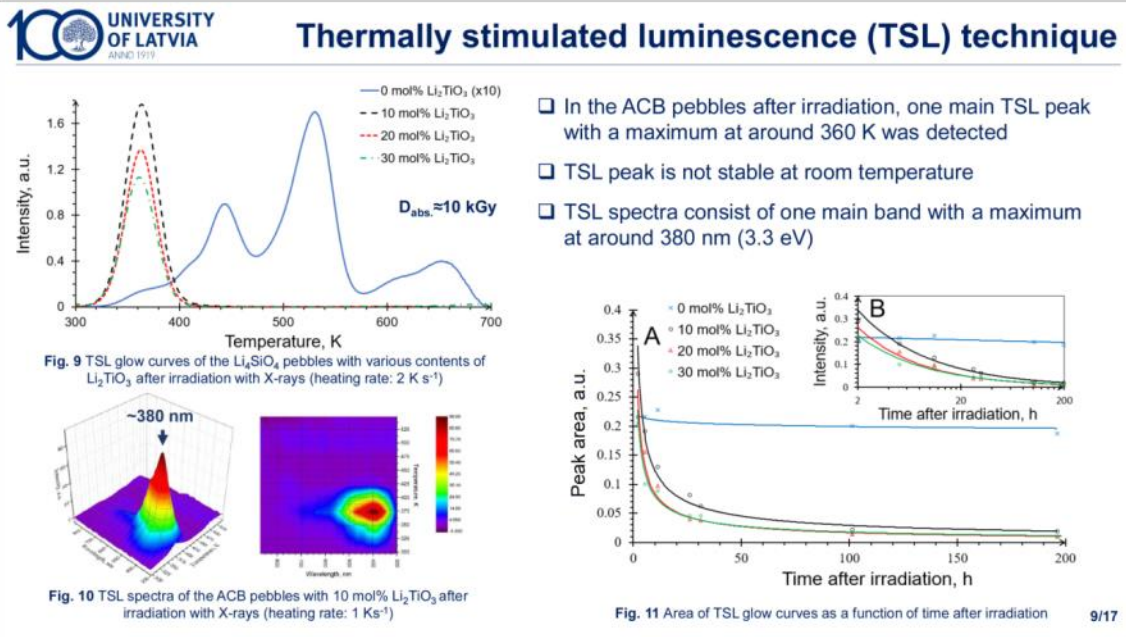 100 UNIVERSITY
OF LATVIA
ANNO 1919
Thermally stimulated luminescence (TSL) technique
Intensity, a.u.
1.6
1.2
0.8
0.4
0
300 400 500 600 700
Temperature, K
0 mol% Li₂TiO₃ (x10)
10 mol% Li₂TiO₃
20 mol% Li₂TiO₃
30 mol% Li₂TiO₃
D_abs.≈10 kGy
Fig. 9 TSL glow curves of the Li₄SiO₄ pebbles with various contents of
Li₂TiO₃ after irradiation with X-rays (heating rate: 2 K s⁻¹)
~380 nm
Wavelength, nm
Temperature, K
Fig. 10 TSL spectra of the ACB pebbles with 10 mol% Li₂TiO₃ after
irradiation with X-rays (heating rate: 1 Ks⁻¹)
❑ In the ACB pebbles after irradiation, one main TSL peak
with a maximum at around 360 K was detected
❑ TSL peak is not stable at room temperature
❑ TSL spectra consist of one main band with a maximum
at around 380 nm (3.3 eV)
Peak area, a.u.
0.4
0.35
0.3
0.25
0.2
0.15
0.1
0.05
0
0 50 100 150 200
Time after irradiation, h
A
0 mol% Li₂TiO₃
10 mol% Li₂TiO₃
20 mol% Li₂TiO₃
30 mol% Li₂TiO₃
B
Intensity, a.u.
0.4
0.3
0.2
0.1
0
2 20 200
Time after irradiation, h
Fig. 11 Area of TSL glow curves as a function of time after irradiation
9/17